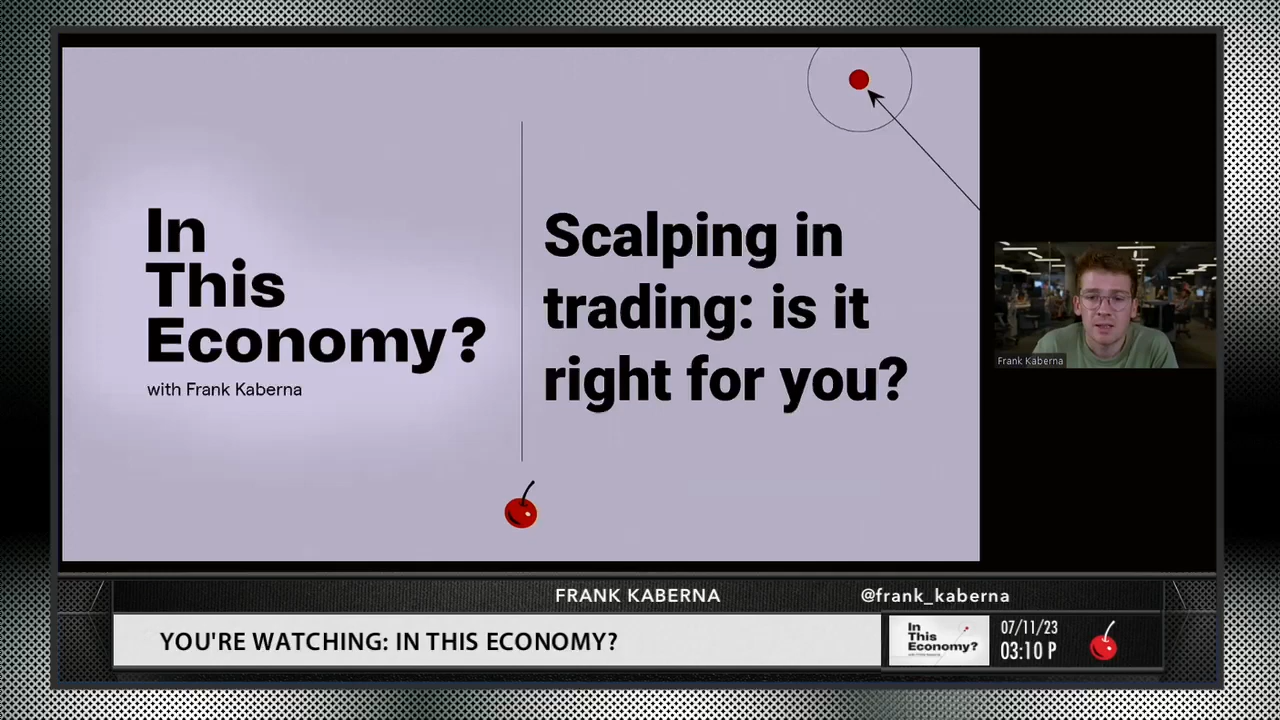 In
This
Economy?
with Frank Kaberna
Scalping in
trading: is it
right for you?
Frank Kaberna
FRANK KABERNA
@frank_kaberna
YOU'RE WATCHING: IN THIS ECONOMY?
In
This
Economy?
07/11/23
03:10 P